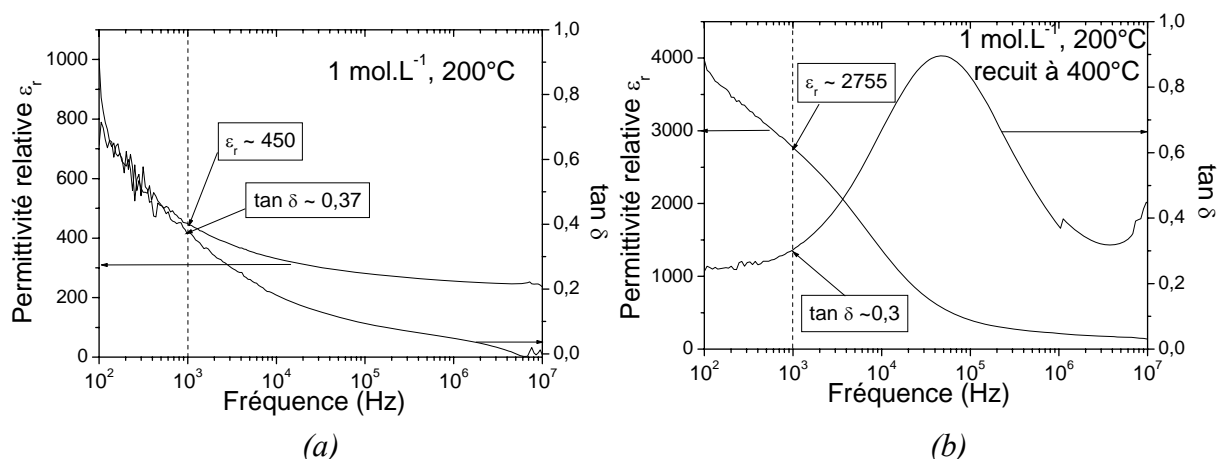 1 mol.L⁻¹, 200°C
Permittivité relative εr
1000
800
600
400
200
0
εr ~ 450
tan δ ~ 0,37
1,0
0,8
0,6
0,4
0,2
0,0
tan δ
10² 10³ 10⁴ 10⁵ 10⁶ 10⁷
Fréquence (Hz)
(a)
1 mol.L⁻¹, 200°C
recuit à 400°C
Permittivité relative εr
4000
3000
2000
1000
0
εr ~ 2755
tan δ ~0,3
1,0
0,8
0,6
0,4
0,2
0,0
tan δ
10² 10³ 10⁴ 10⁵ 10⁶ 10⁷
Fréquence (Hz)
(b)